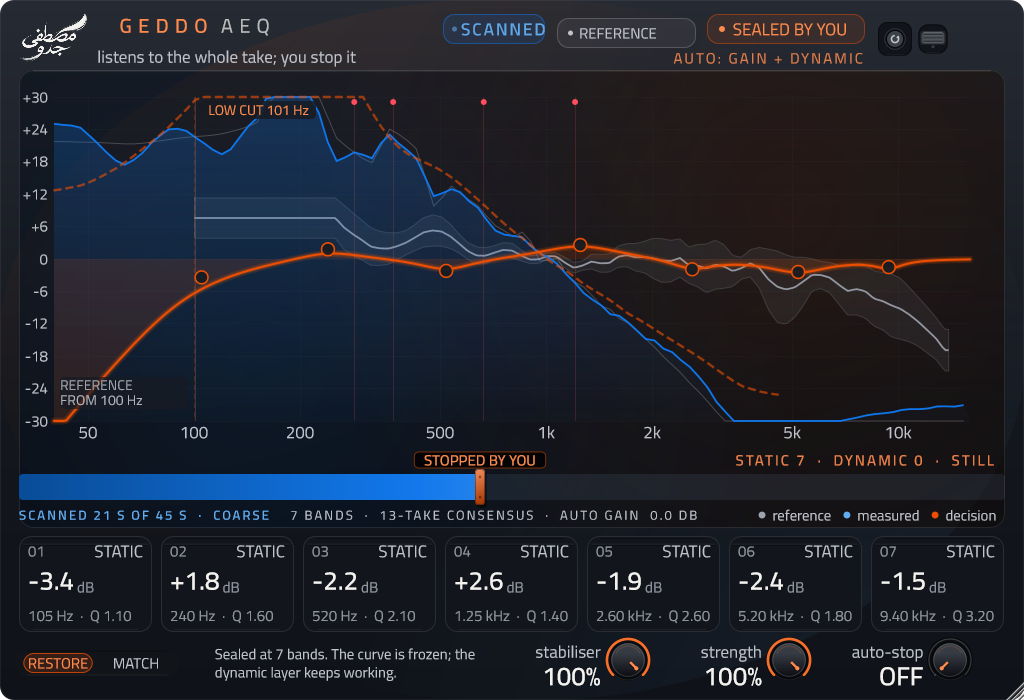 مصطفى جدو
GEDDO AEQ
listens to the whole take; you stop it
SCANNED
REFERENCE
SEALED BY YOU
AUTO: GAIN + DYNAMIC
+30
LOW CUT 101 Hz
+24
+18
+12
+6
0
-6
-12
-18
-24
-30
REFERENCE
FROM 100 Hz
50 100 200 500 1k 2k 5k 10k
STOPPED BY YOU
STATIC 7 · DYNAMIC 0 · STILL
SCANNED 21 S OF 45 S · COARSE 7 BANDS · 13-TAKE CONSENSUS · AUTO GAIN 0.0 DB
reference measured decision
01 STATIC
-3.4 dB
105 Hz · Q 1.10
02 STATIC
+1.8 dB
240 Hz · Q 1.60
03 STATIC
-2.2 dB
520 Hz · Q 2.10
04 STATIC
+2.6 dB
1.25 kHz · Q 1.40
05 STATIC
-1.9 dB
2.60 kHz · Q 2.60
06 STATIC
-2.4 dB
5.20 kHz · Q 1.80
07 STATIC
-1.5 dB
9.40 kHz · Q 3.20
RESTORE MATCH
Sealed at 7 bands. The curve is frozen; the
dynamic layer keeps working.
stabiliser
100%
strength
100%
auto-stop
OFF